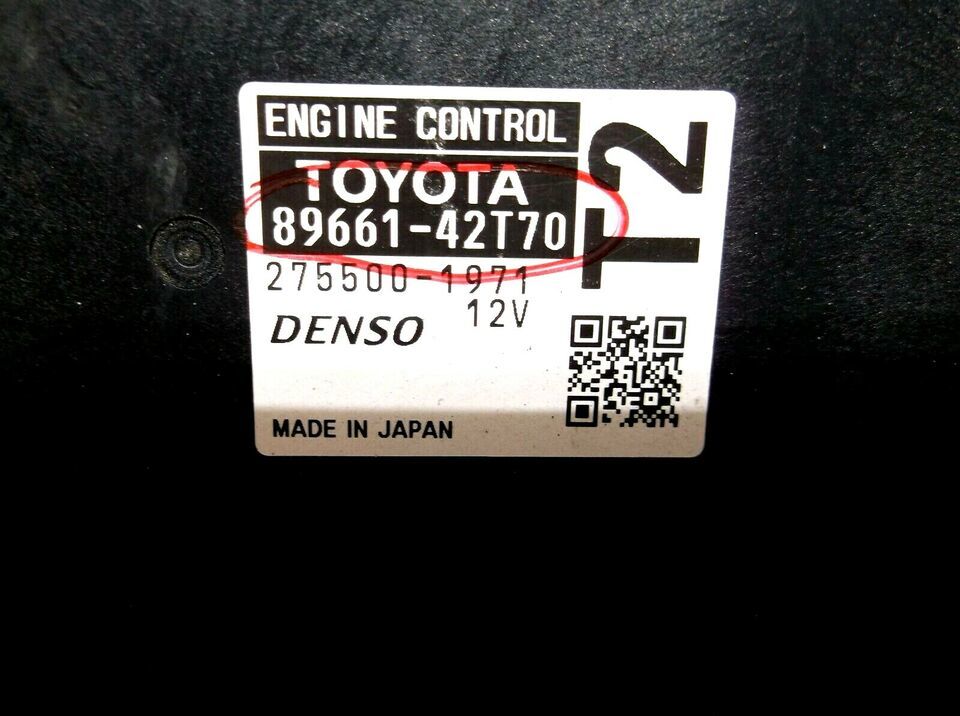 ENGINE CONTROL
TOYOTA
89661-42T70
275500-1971
12V
DENSO
MADE IN JAPAN
T2